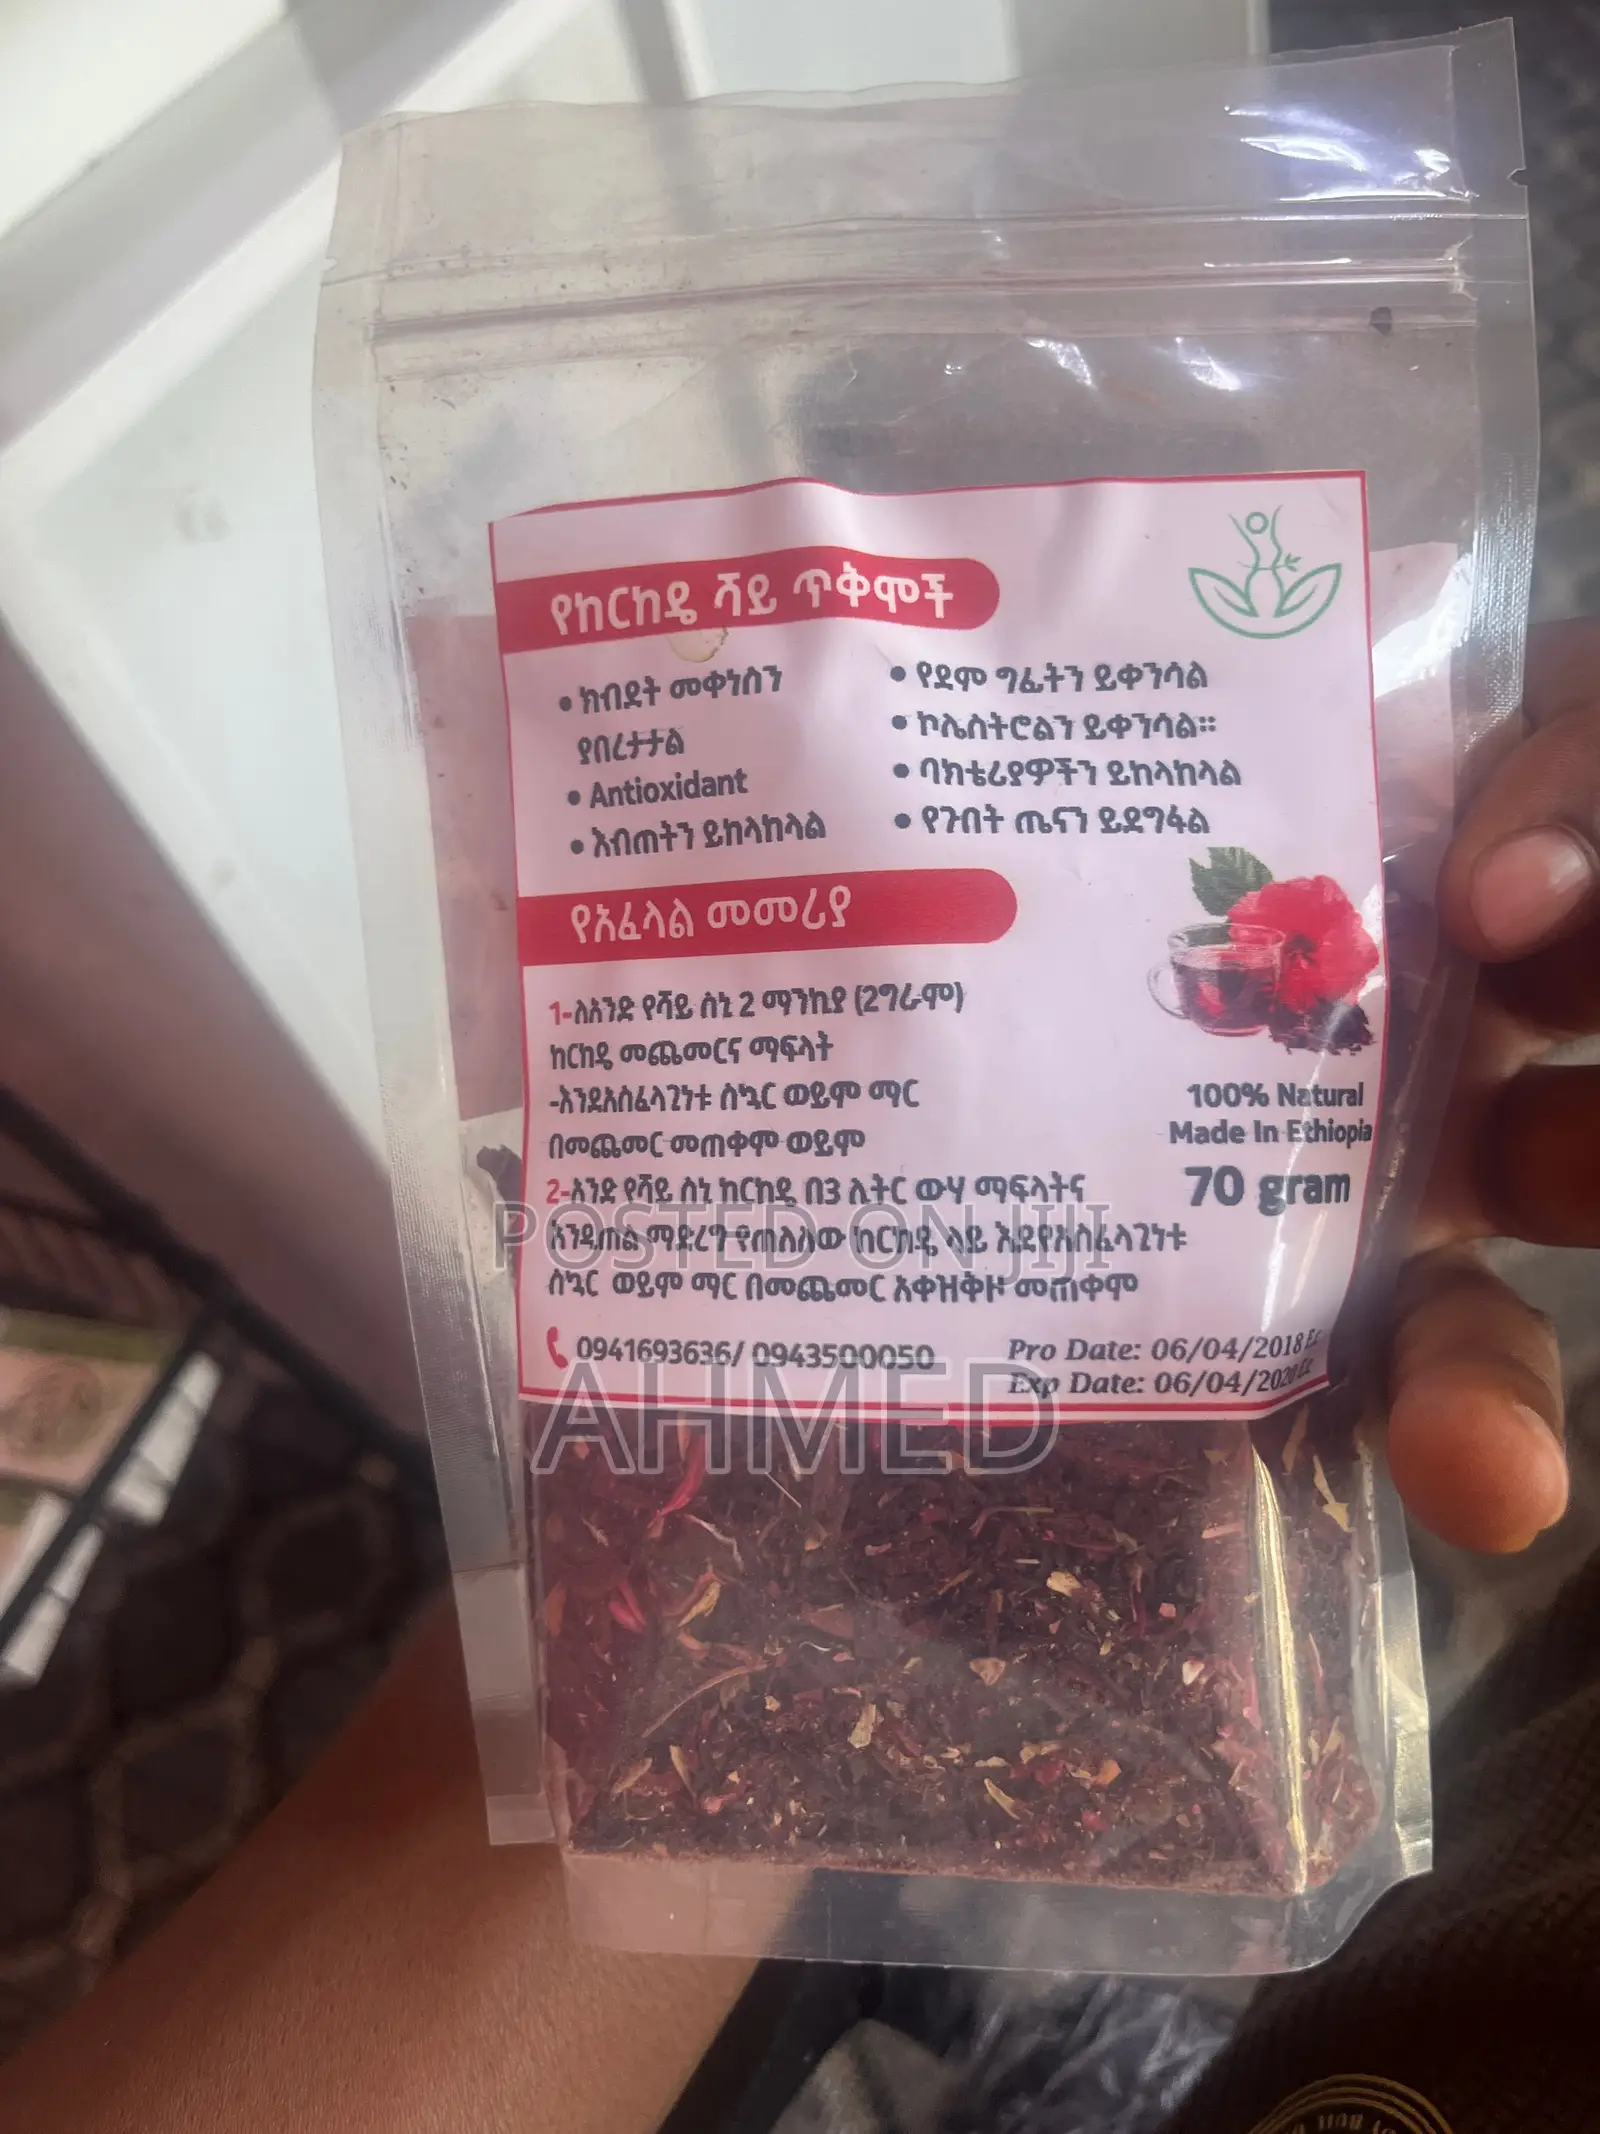 የከርከዴ ሻይ ጥቅሞች
• ክብደት መቀነስን
ያበረታታል
• Antioxidant
• እብጠትን ይከላከላል
• የደም ግፊትን ይቀንሳል
• ኮሌስትሮልን ይቀንሳል።
• ባክቴሪያዎችን ይከላከላል
• የጉበት ጤናን ይደግፋል
የአፈላል መመሪያ
1-ለአንድ የሻይ ስኒ 2 ማንኪያ (2ግራም)
ከርከዴ መጨመርና ማፍላት
-እንደአስፈላጊነቱ ስኳር ወይም ማር
በመጨመር መጠቀም ወይም
2-አንድ የሻይ ስኒ ከርከዴ በ3 ሊትር ውሃ ማፍላትና
እንዲጠል ማድረግ የጠለለው ከርከዴ ላይ እደየአስፈላጊነቱ
ስኳር ወይም ማር በመጨመር አቀዝቅዞ መጠቀም
100% Natural
Made In Ethiopia
70 gram
0941693636/ 0943500050
Pro Date: 06/04/2018 E.c
Exp Date: 06/04/2020 E.c
POSTED ON JIJI
AHMED